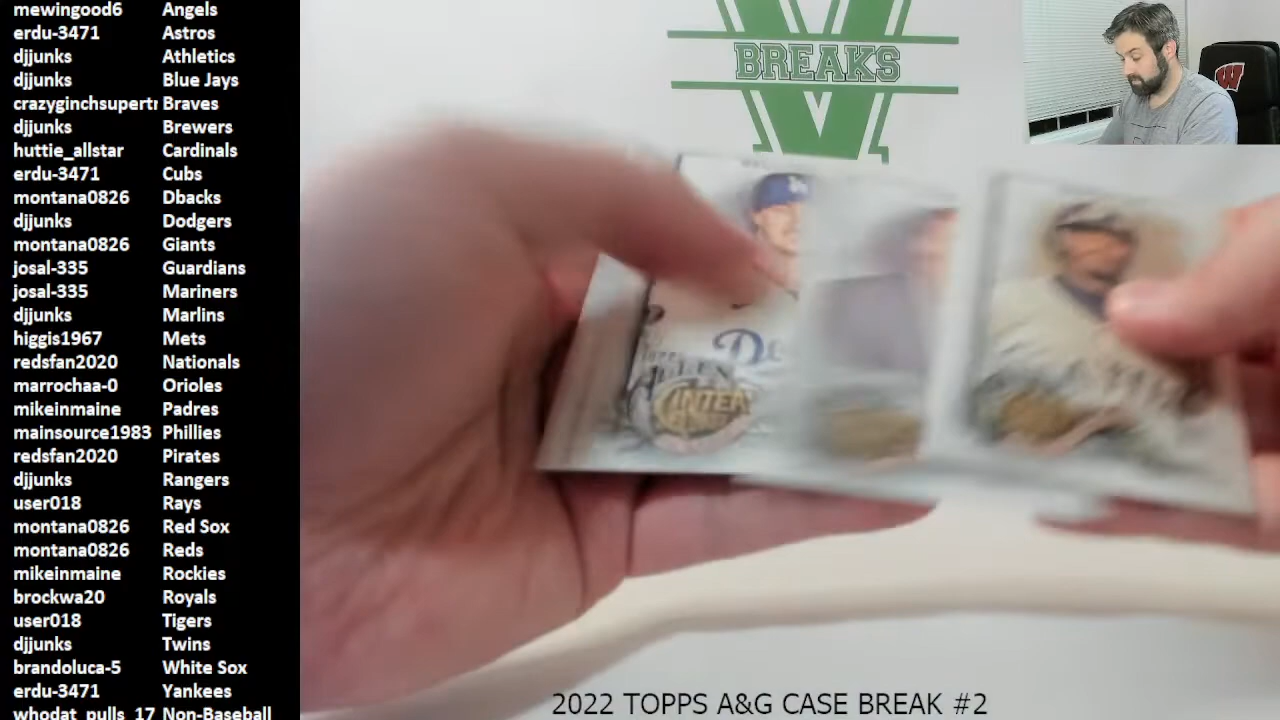 mewingood6 Angels
erdu-3471 Astros
djjunks Athletics
djjunks Blue Jays
crazyginchsupertr Braves
djjunks Brewers
huttie_allstar Cardinals
erdu-3471 Cubs
montana0826 Dbacks
djjunks Dodgers
montana0826 Giants
josal-335 Guardians
josal-335 Mariners
djjunks Marlins
higgis1967 Mets
redsfan2020 Nationals
marrochaa-0 Orioles
mikeinmaine Padres
mainsource1983 Phillies
redsfan2020 Pirates
djjunks Rangers
user018 Rays
montana0826 Red Sox
montana0826 Reds
mikeinmaine Rockies
brockwa20 Royals
user018 Tigers
djjunks Twins
brandoluca-5 White Sox
erdu-3471 Yankees
whodat_pulls_17 Non-Baseball
V
BREAKS
W
LA
2022 TOPPS A&G CASE BREAK #2